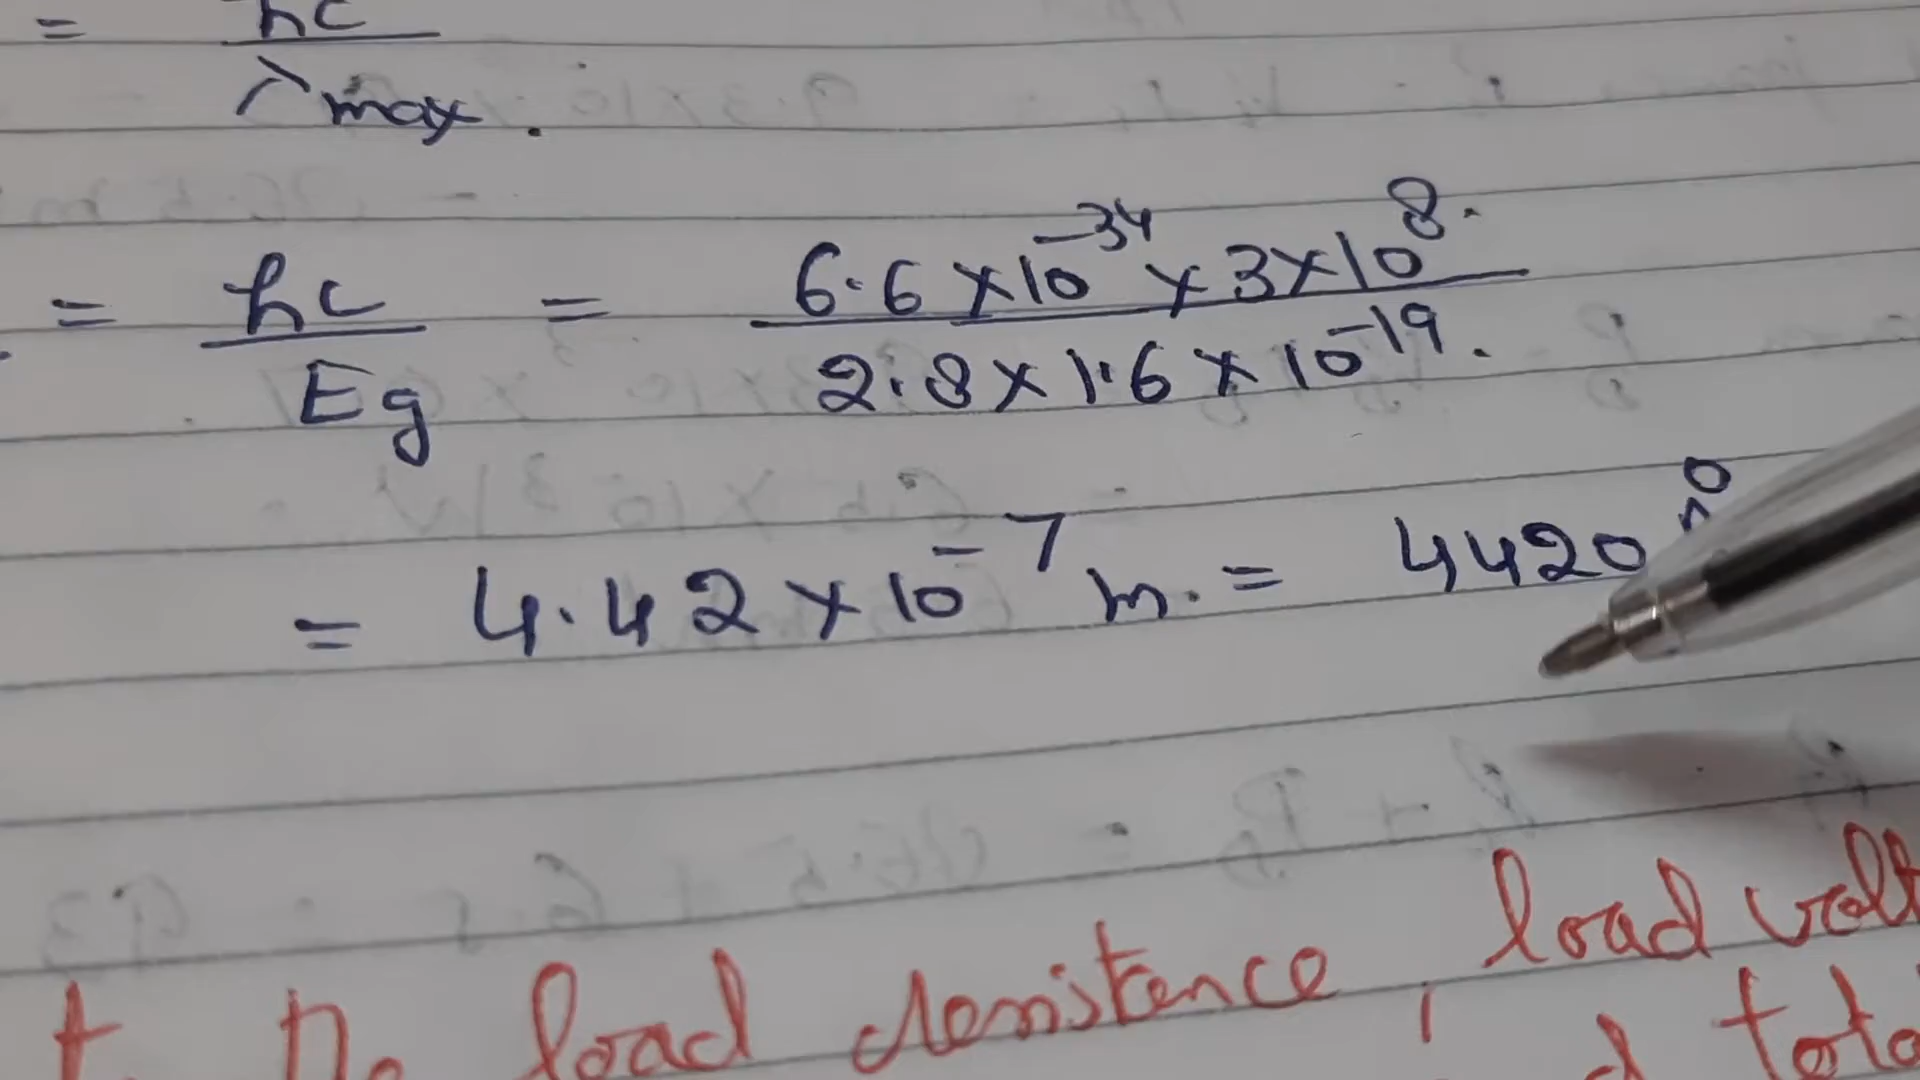 = hc / λmax.
= hc / Eg = 6.6 × 10⁻³⁴ × 3 × 10⁸. / 2.8 × 1.6 × 10⁻¹⁹.
= 4.42 × 10⁻⁷ m. = 4420 Å
load resistance, load volt